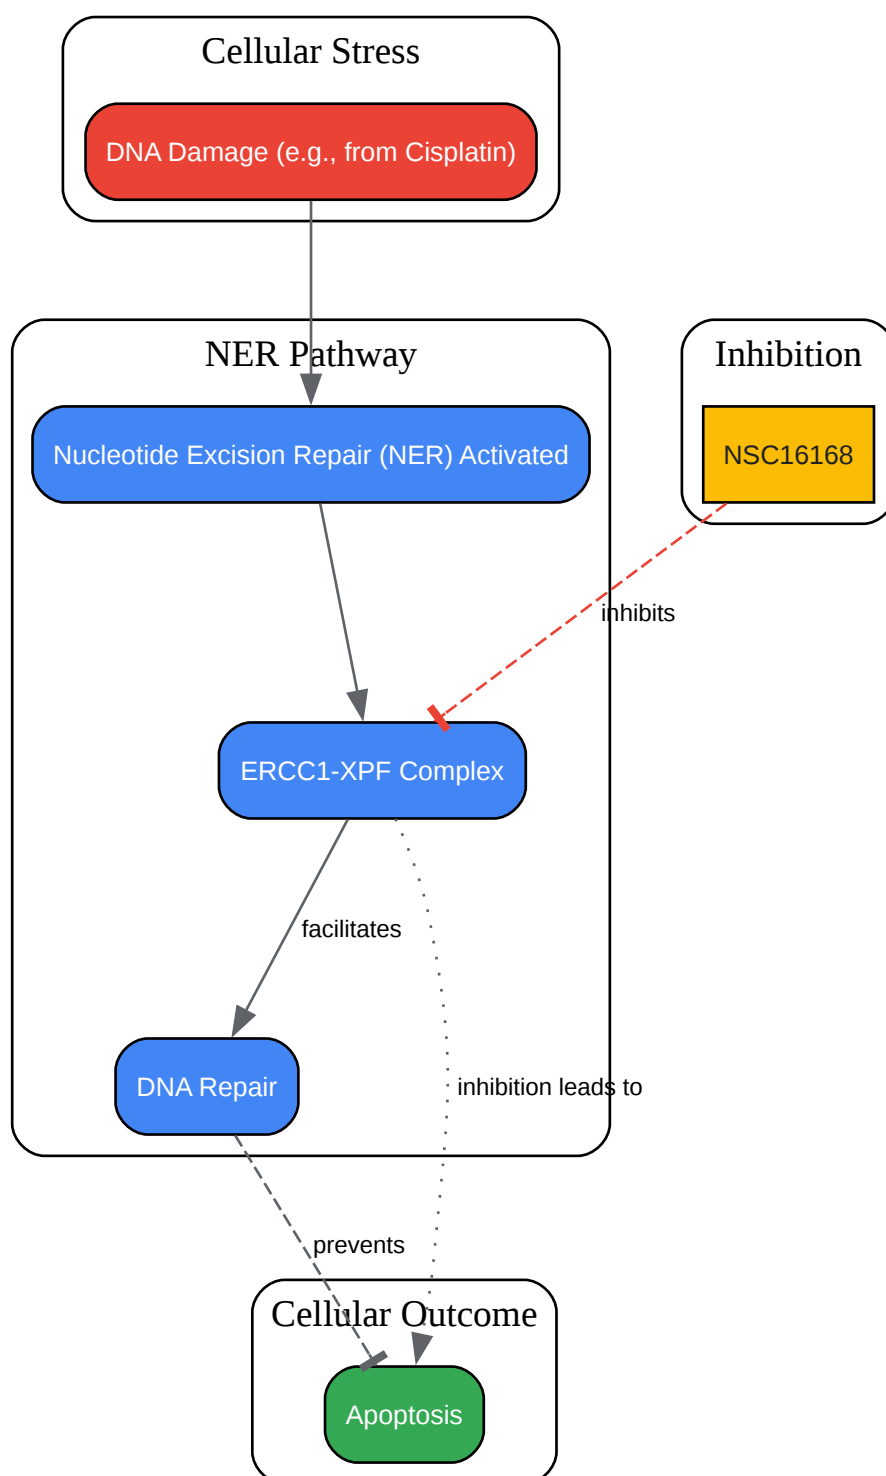 Cellular Stress
DNA Damage (e.g., from Cisplatin)
NER Pathway
Inhibition
Nucleotide Excision Repair (NER) Activated
NSC16168
inhibits
ERCC1-XPF Complex
facilitates
DNA Repair
inhibition leads to
prevents
Cellular Outcome
Apoptosis